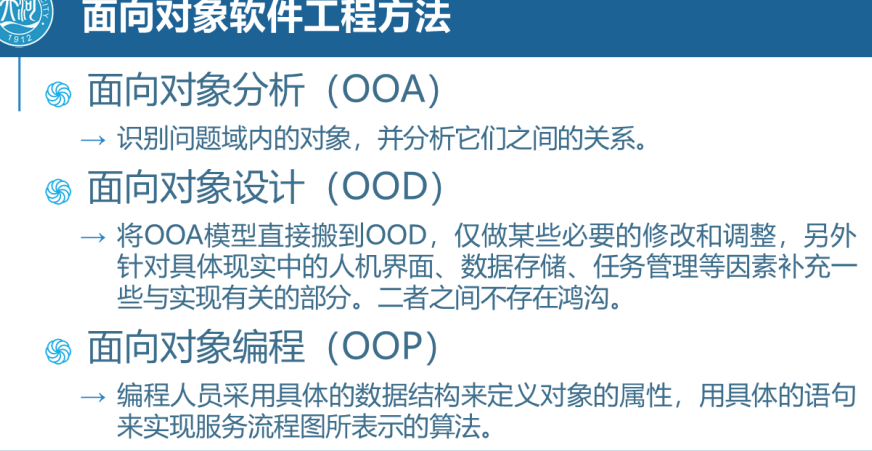 面向对象软件工程方法
1912
面向对象分析（OOA）
→ 识别问题域内的对象，并分析它们之间的关系。
面向对象设计（OOD）
→ 将OOA模型直接搬到OOD，仅做某些必要的修改和调整，另外
针对具体现实中的人机界面、数据存储、任务管理等因素补充一
些与实现有关的部分。二者之间不存在鸿沟。
面向对象编程（OOP）
→ 编程人员采用具体的数据结构来定义对象的属性，用具体的语句
来实现服务流程图所表示的算法。